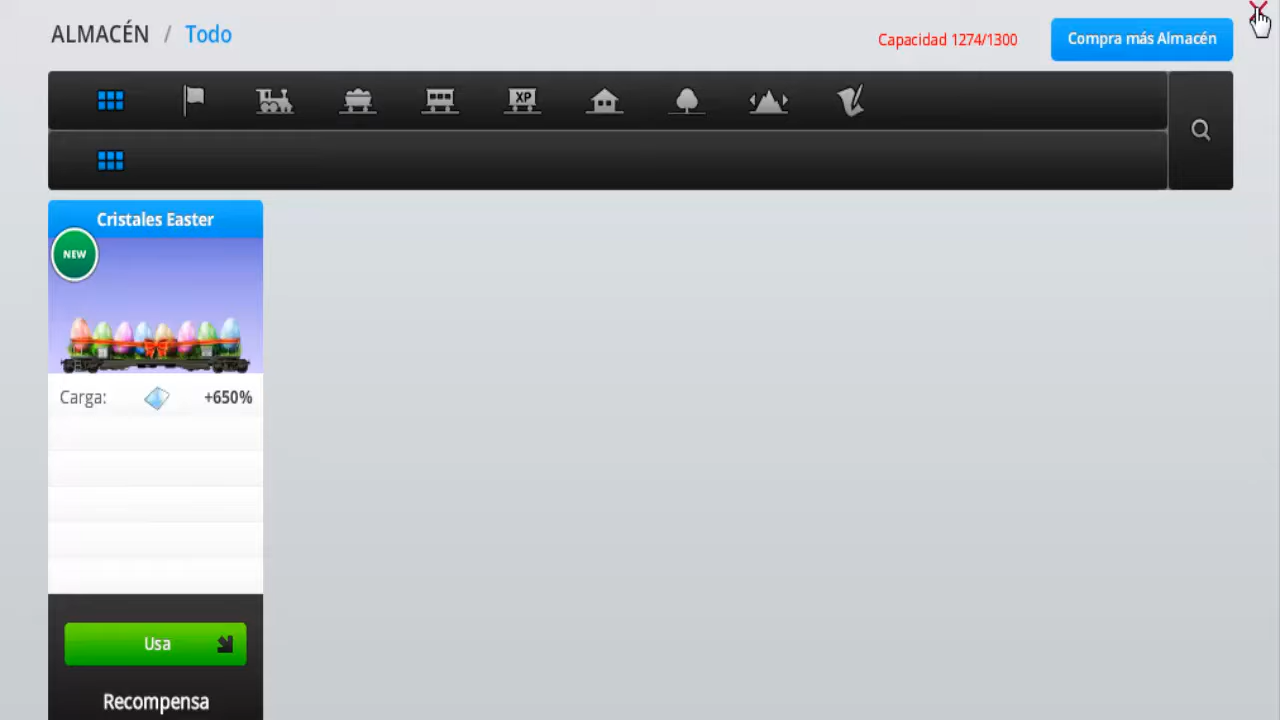 ALMACÉN / Todo
Capacidad 1274/1300
Compra más Almacén
XP
Cristales Easter
NEW
Carga: +650%
Usa
Recompensa